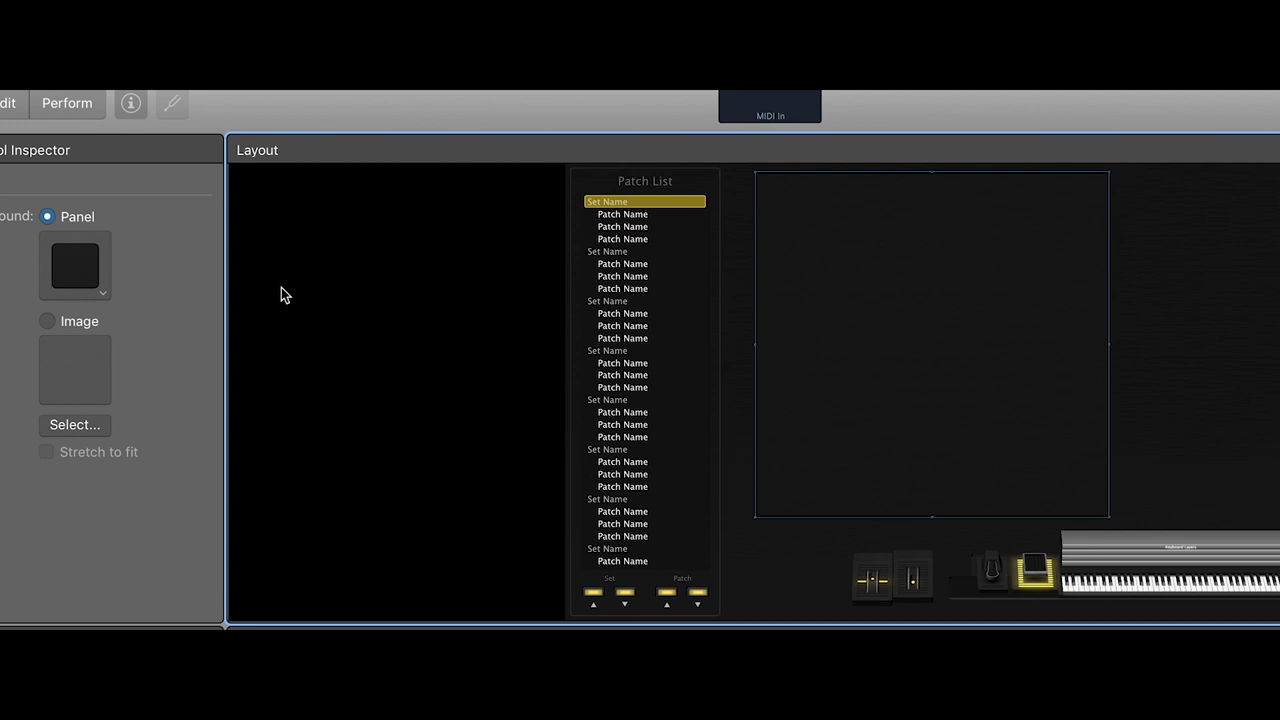 dit
Perform
MIDI In
ol Inspector
Layout
ound:
Panel
Image
Select...
Stretch to fit
Patch List
Set Name
Patch Name
Patch Name
Patch Name
Set Name
Patch Name
Patch Name
Patch Name
Set Name
Patch Name
Patch Name
Patch Name
Set Name
Patch Name
Patch Name
Patch Name
Set Name
Patch Name
Patch Name
Patch Name
Set Name
Patch Name
Patch Name
Patch Name
Set Name
Patch Name
Patch Name
Patch Name
Set Name
Patch Name
Set
Patch
Keyboard Layers